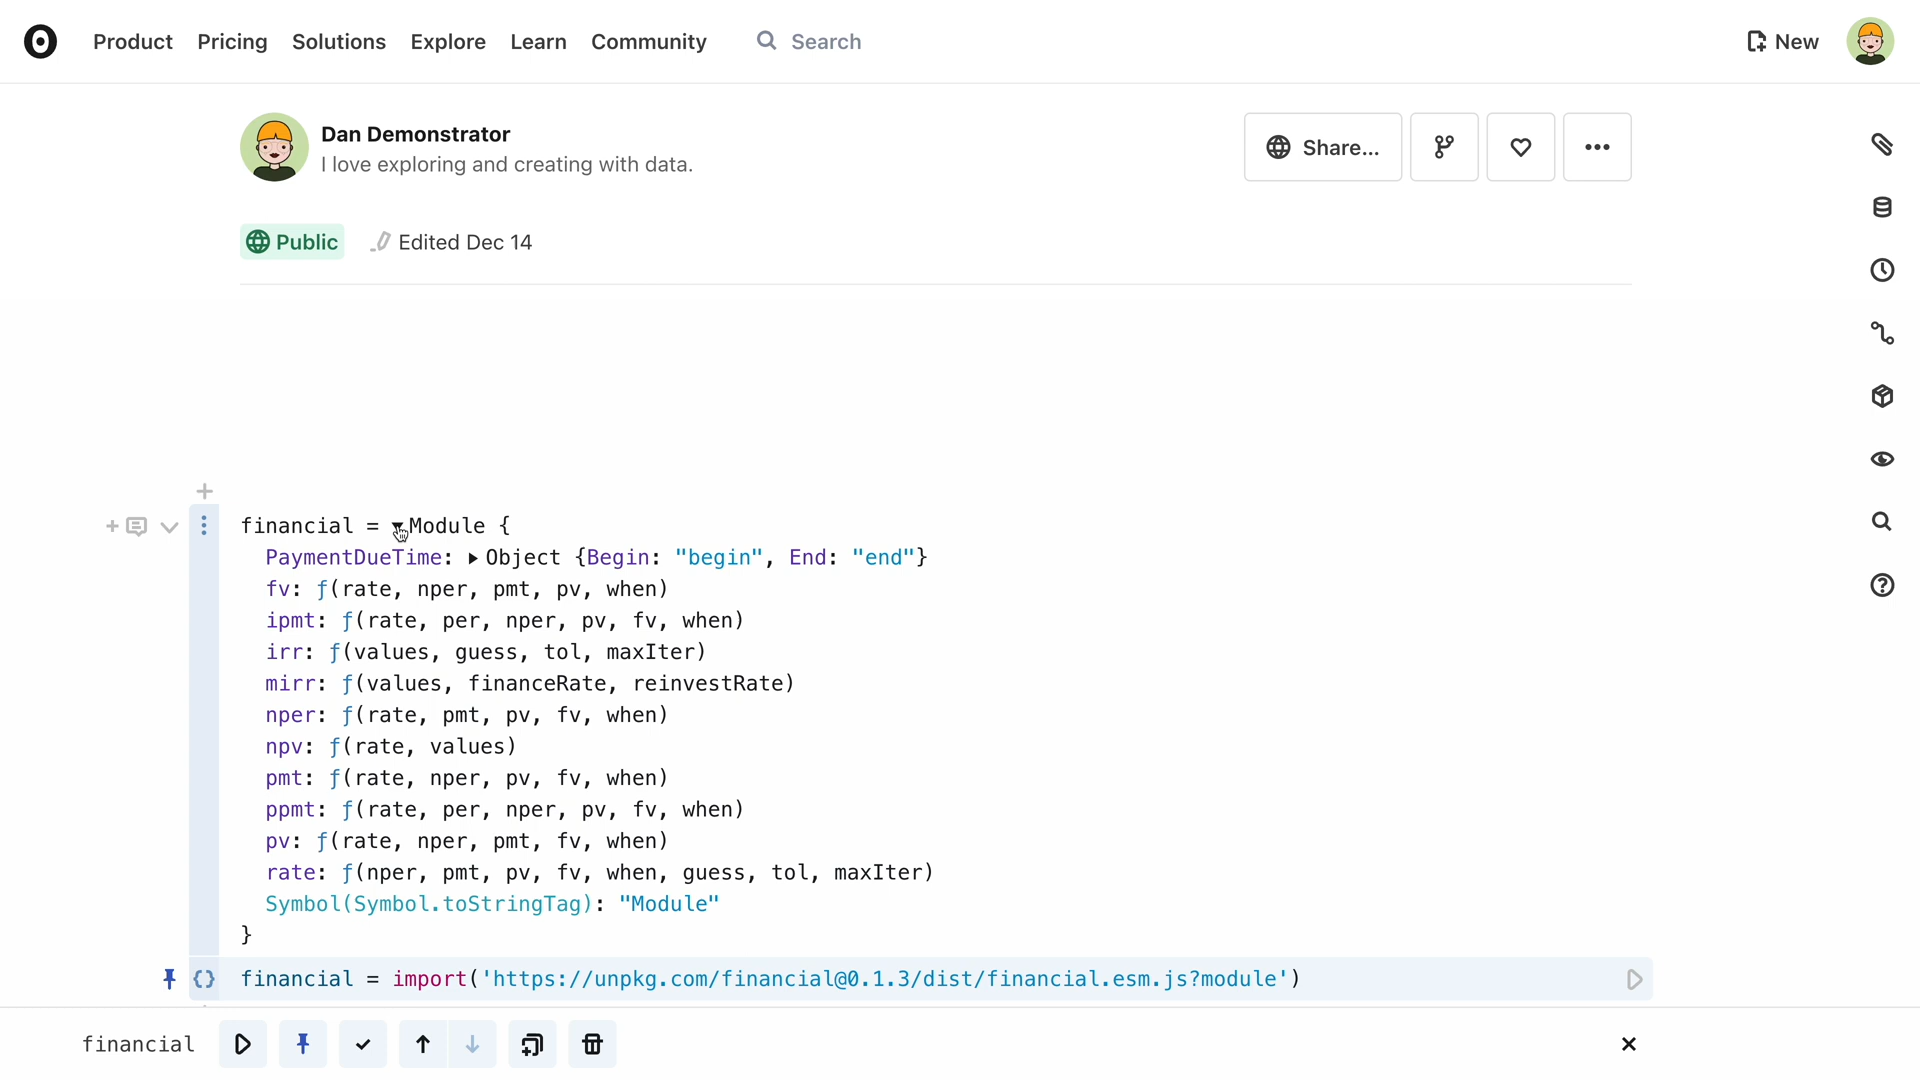 Product Pricing Solutions Explore Learn Community Search New
Dan Demonstrator
I love exploring and creating with data.
Share...
Public Edited Dec 14
financial = Module {
PaymentDueTime: Object {Begin: "begin", End: "end"}
fv: ƒ(rate, nper, pmt, pv, when)
ipmt: ƒ(rate, per, nper, pv, fv, when)
irr: ƒ(values, guess, tol, maxIter)
mirr: ƒ(values, financeRate, reinvestRate)
nper: ƒ(rate, pmt, pv, fv, when)
npv: ƒ(rate, values)
pmt: ƒ(rate, nper, pv, fv, when)
ppmt: ƒ(rate, per, nper, pv, fv, when)
pv: ƒ(rate, nper, pmt, fv, when)
rate: ƒ(nper, pmt, pv, fv, when, guess, tol, maxIter)
Symbol(Symbol.toStringTag): "Module"
}
{} financial = import('https://unpkg.com/financial@0.1.3/dist/financial.esm.js?module')
financial